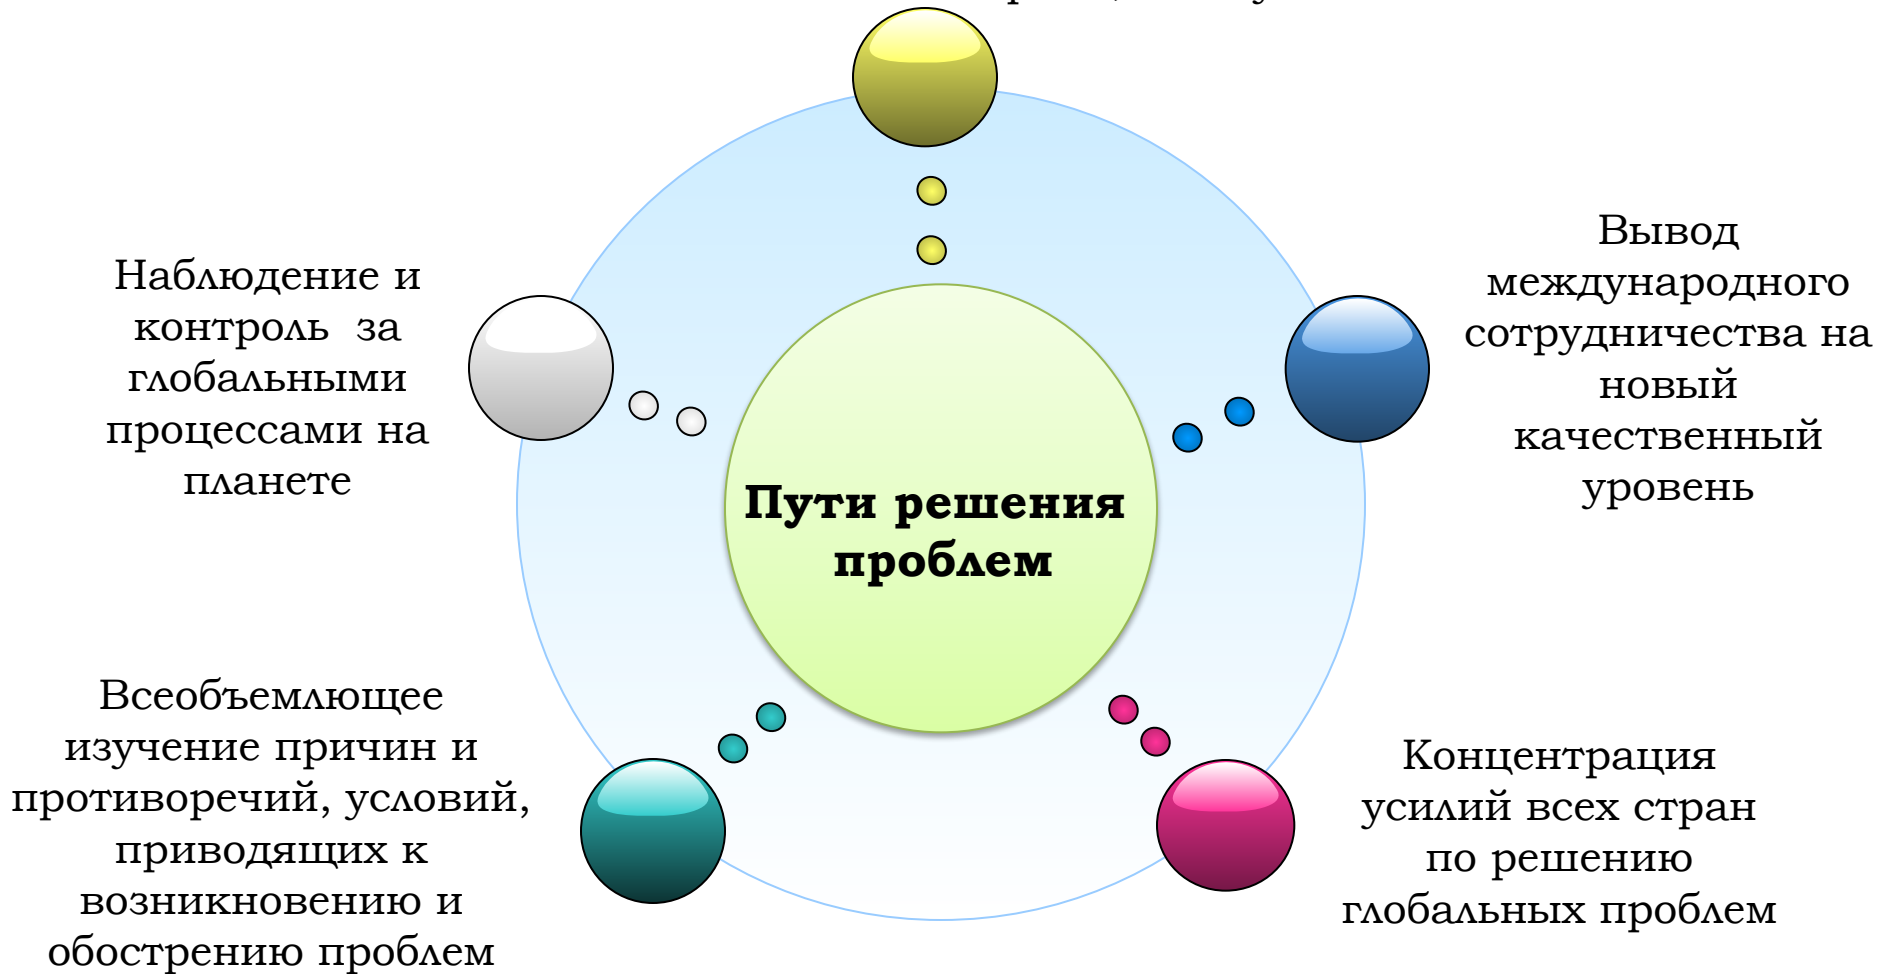 Вывод
международного
сотрудничества на
новый
качественный
уровень
Наблюдение и
контроль за
глобальными
процессами на
планете
Пути решения
проблем
Всеобъемлющее
изучение причин и
противоречий, условий,
приводящих к
возникновению и
обострению проблем
Концентрация
усилий всех стран
по решению
глобальных проблем